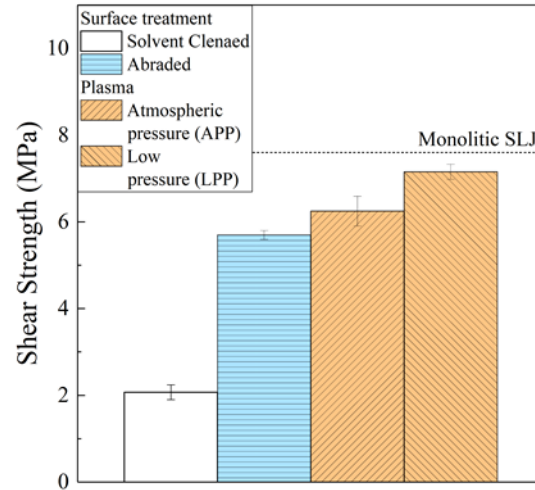 Surface treatment
Solvent Clenaed
Abraded
Plasma
Atmospheric
pressure (APP)
Low
pressure (LPP)
Monolitic SLJ
Shear Strength (MPa)
10
8
6
4
2
0